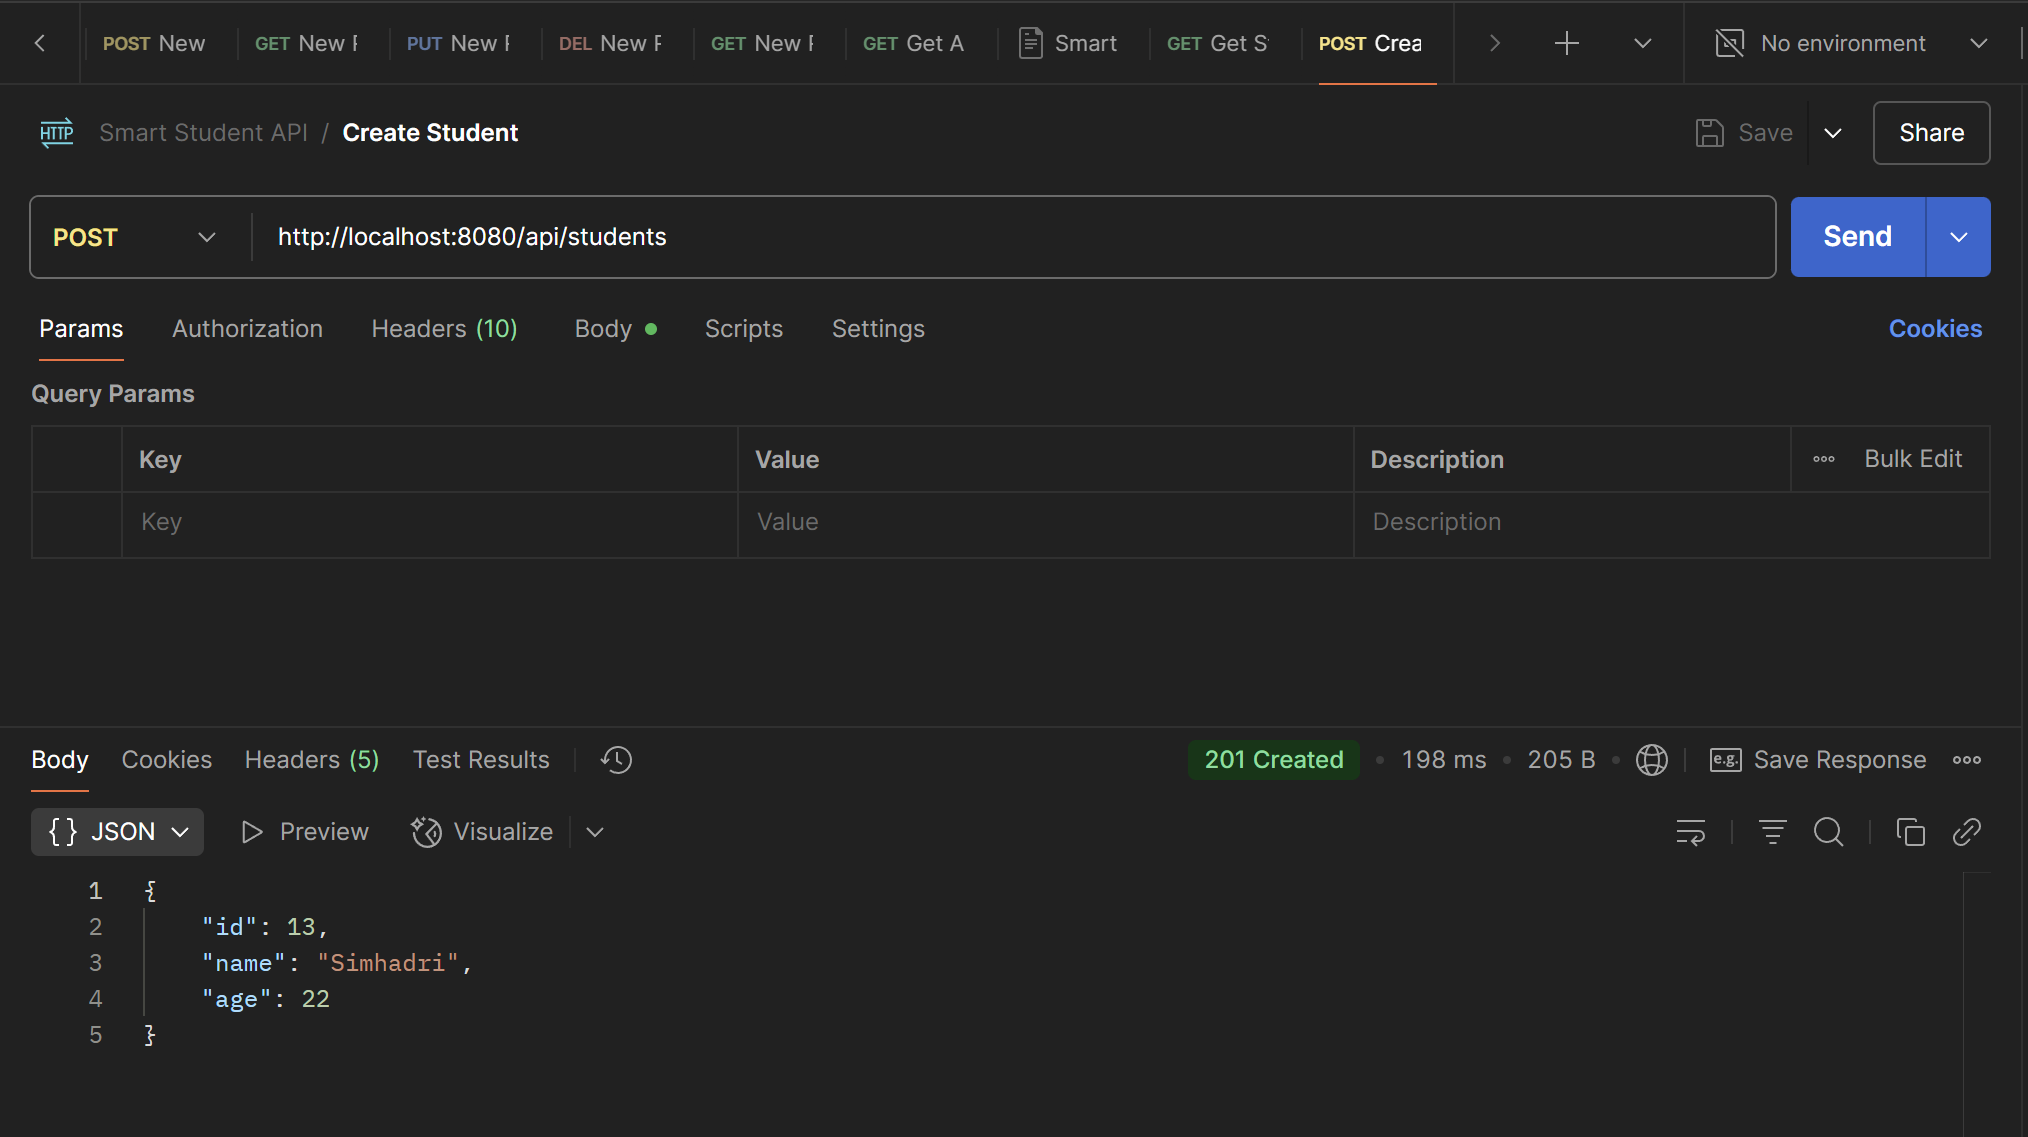 POST New GET New PUT New DEL New GET New GET Get A Smart GET Get S POST Crea No environment
HTTP Smart Student API / Create Student Save Share
POST http://localhost:8080/api/students Send
Params Authorization Headers (10) Body Scripts Settings Cookies
Query Params
Key Value Description Bulk Edit
Key Value Description
Body Cookies Headers (5) Test Results 201 Created 198 ms 205 B e.g. Save Response
{} JSON Preview Visualize
1 {
2 "id": 13,
3 "name": "Simhadri",
4 "age": 22
5 }